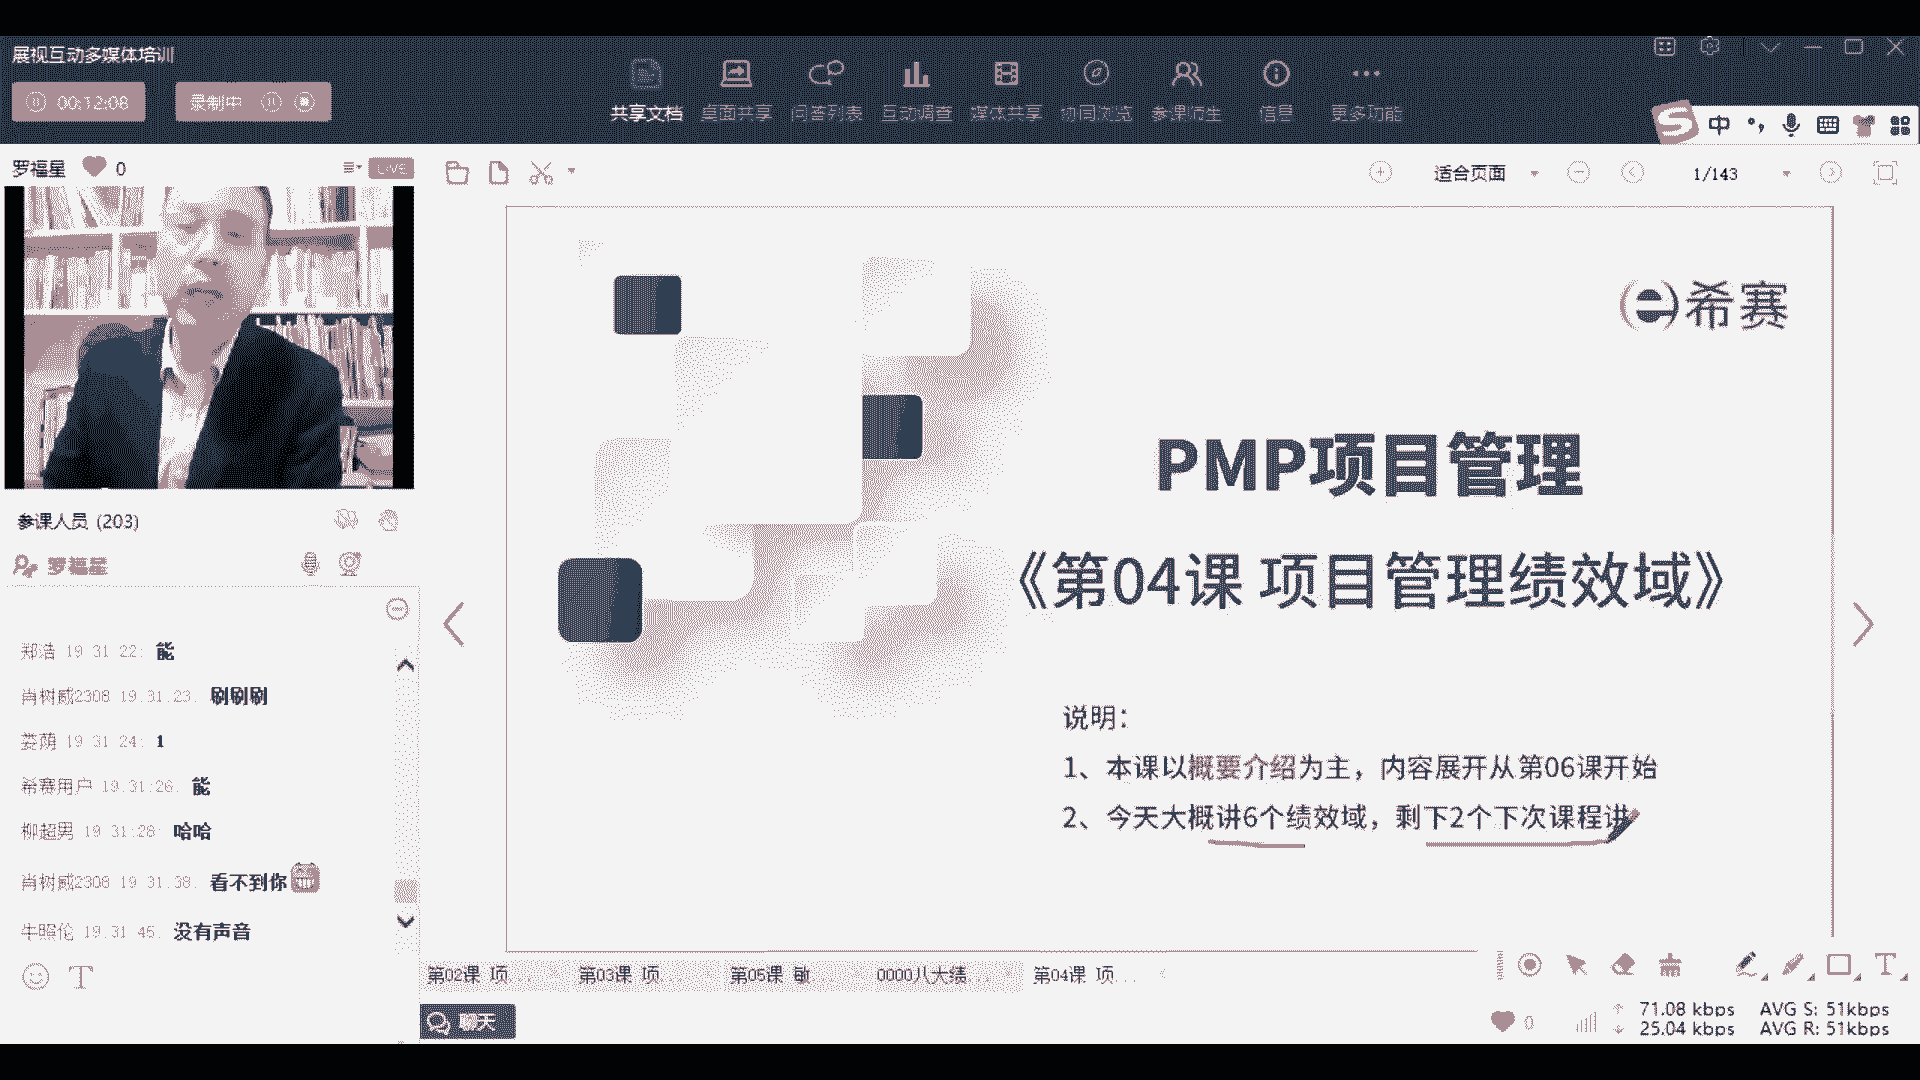 展视互动多媒体培训
00:12:08
录制中
共享文档
桌面共享
问答列表
互动调查
媒体共享
协同浏览
参课师生
信息
更多功能
中
罗福星
0
LIVE
适合页面
1/143
希赛
PMP项目管理
《第04课 项目管理绩效域》
说明：
1、本课以概要介绍为主，内容展开从第06课开始
2、今天大概讲6个绩效域，剩下2个下次课程讲
参课人员 (203)
罗福星
郑浩 19:31:22: 能
肖树威2308 19:31:23: 刷刷刷
19:31:24: 1
希赛用户 19:31:26: 能
柳超男 19:31:28: 哈哈
肖树威2308 19:31:38: 看不到你
牛照伦 19:31:45: 没有声音
第02课 项...
第03课 项...
第05课 敏...
0000八大绩...
第04课 项...
聊天
0
71.08 kbps
AVG S: 51kbps
25.04 kbps
AVG R: 51kbps